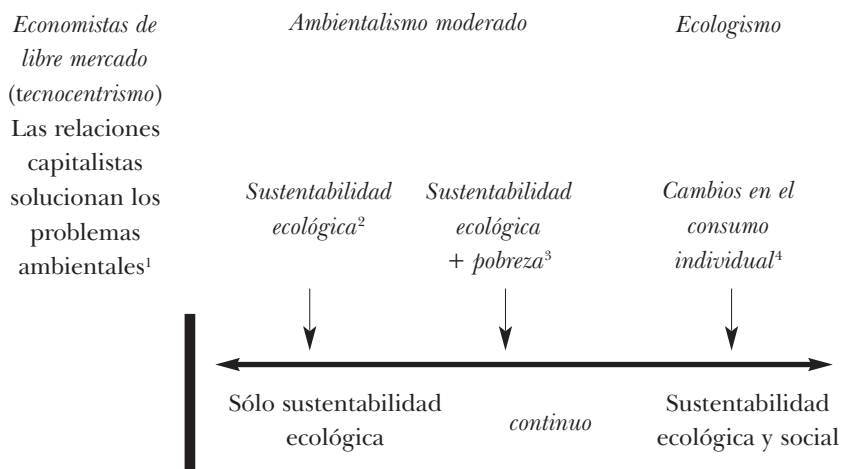 Economistas de
libre mercado
(tecnocentrismo)
Las relaciones
capitalistas
solucionan los
problemas
ambientales¹
Ambientalismo moderado
Ecologismo
Sustentabilidad
ecológica²
Sustentabilidad
ecológica
+ pobreza³
Cambios en el
consumo
individual⁴
Sólo sustentabilidad
ecológica
continuo
Sustentabilidad
ecológica y social